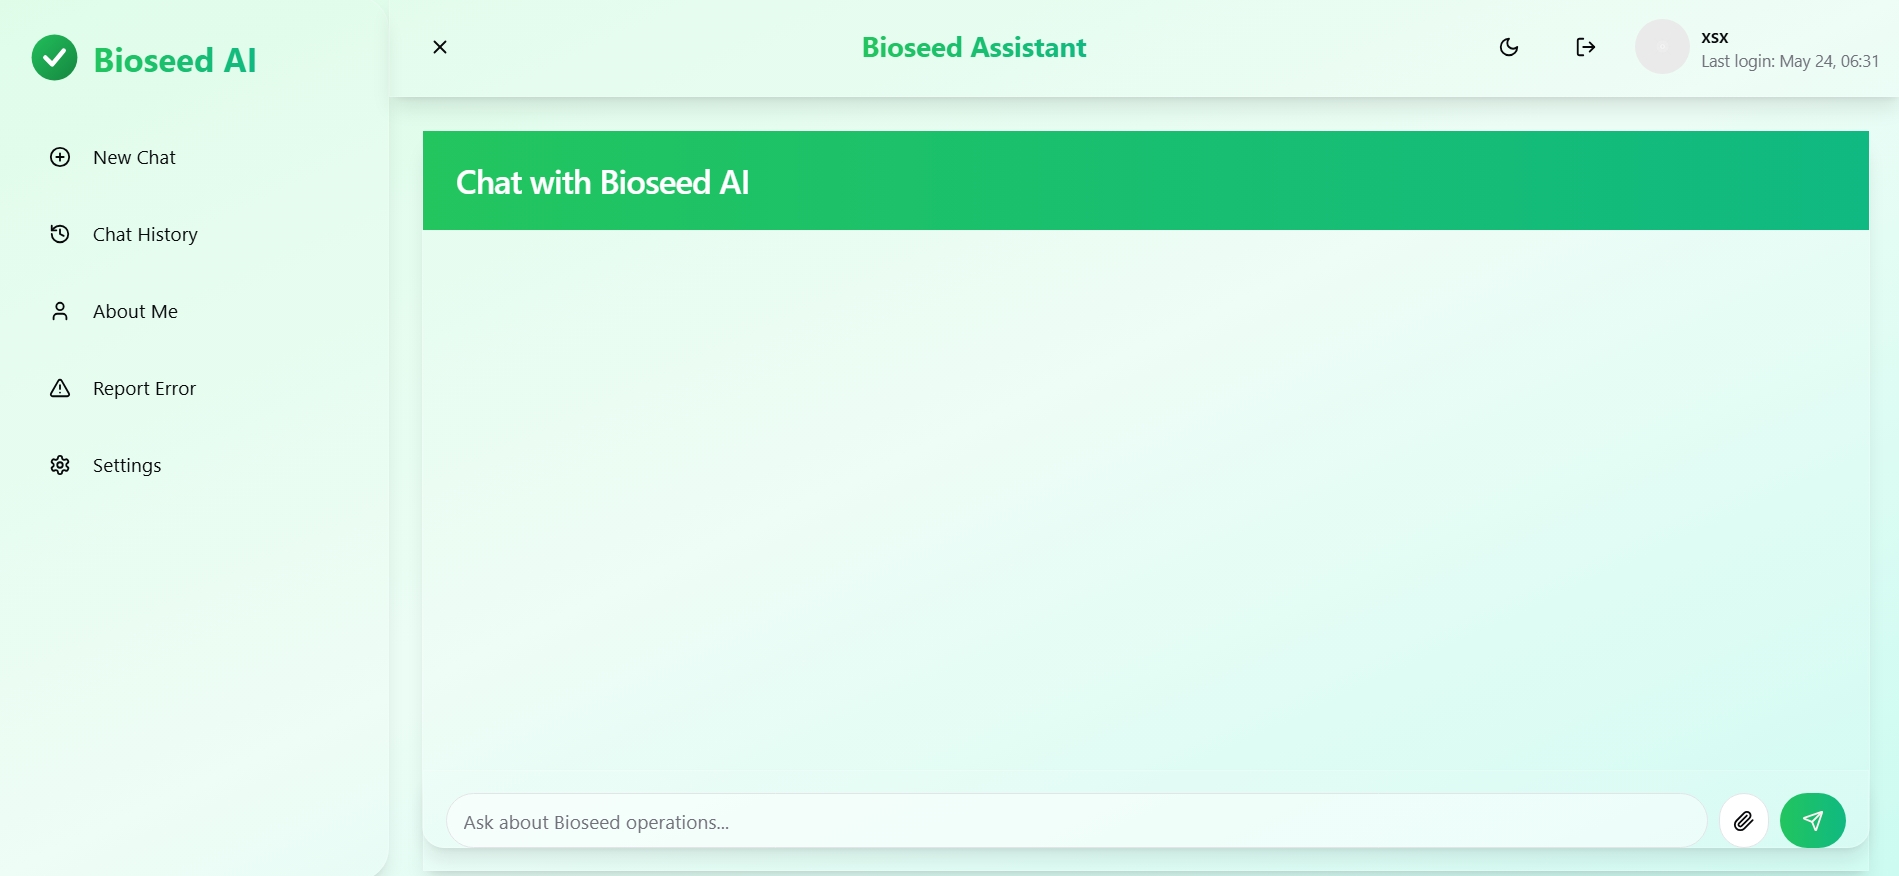 Bioseed AI
New Chat
Chat History
About Me
Report Error
Settings
Bioseed Assistant
xsx
Last login: May 24, 06:31
Chat with Bioseed AI
Ask about Bioseed operations...